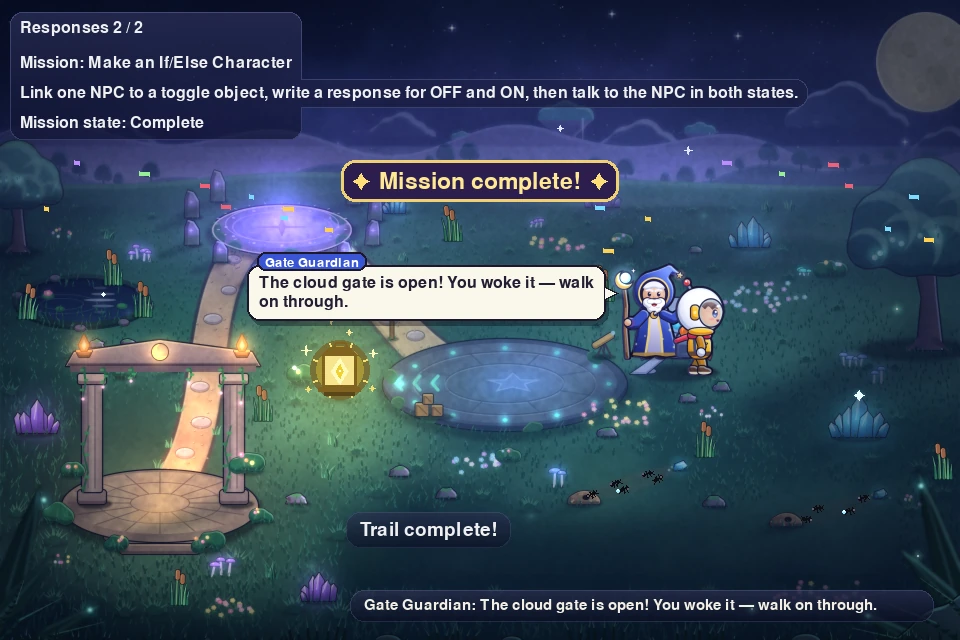 Responses 2 / 2
Mission: Make an If/Else Character
Link one NPC to a toggle object, write a response for OFF and ON, then talk to the NPC in both states.
Mission state: Complete
Mission complete!
Gate Guardian
The cloud gate is open! You woke it — walk
on through.
Trail complete!
Gate Guardian: The cloud gate is open! You woke it — walk on through.